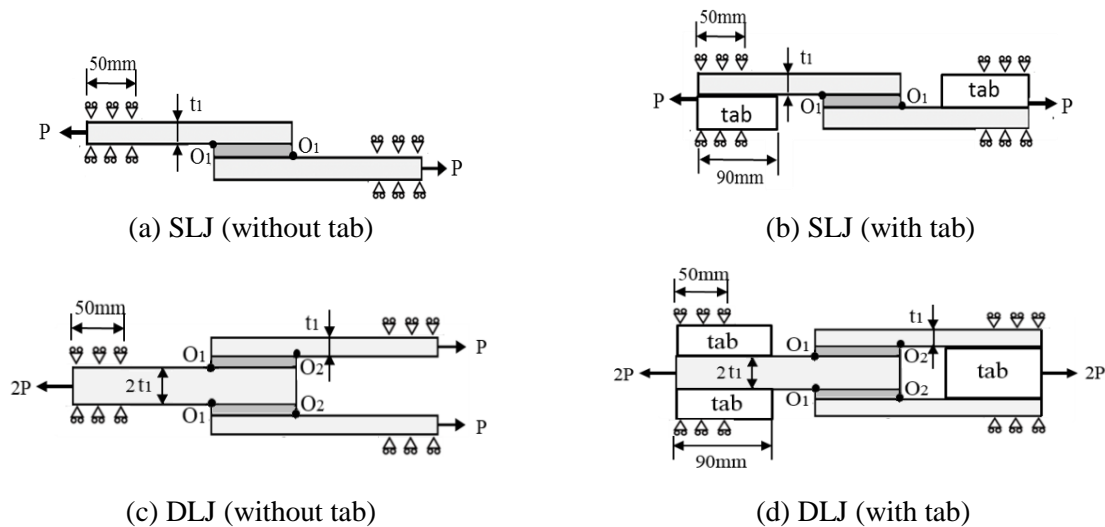 50mm
t1
P
O1
O1
P
(a) SLJ (without tab)
50mm
t1
P
tab
O1
O1
tab
P
90mm
(b) SLJ (with tab)
50mm
t1
O1
O2
P
2P
2t1
O1
O2
P
(c) DLJ (without tab)
50mm
t1
tab
O1
O2
2P
2t1
tab
2P
tab
O1
O2
90mm
(d) DLJ (with tab)